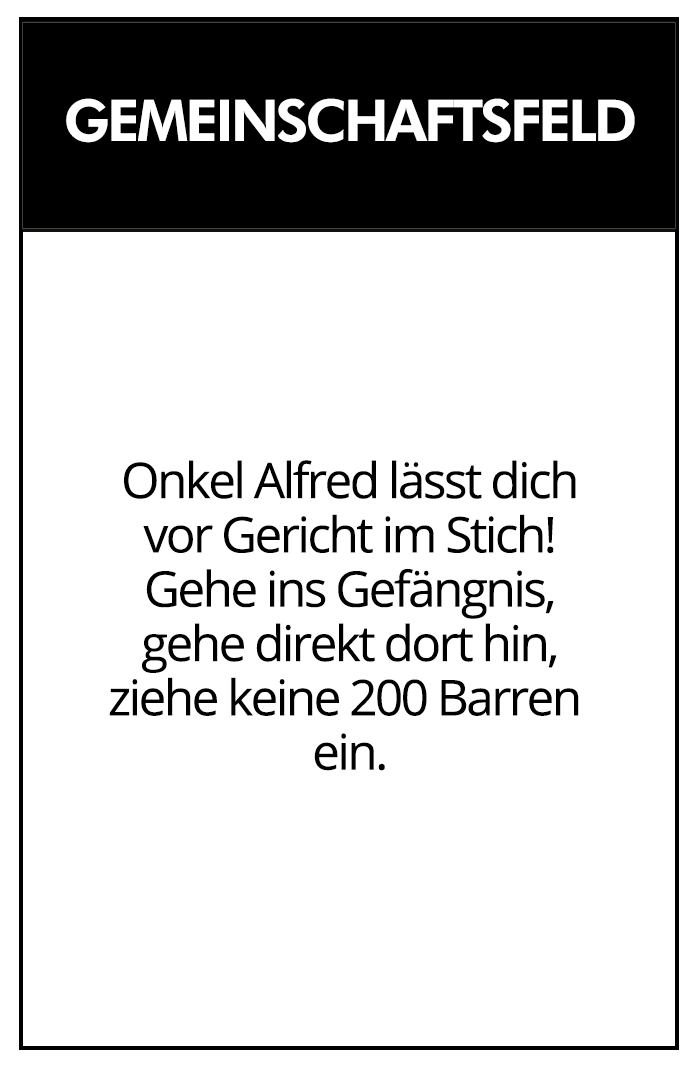 GEMEINSCHAFTSFELD
Onkel Alfred lässt dich
vor Gericht im Stich!
Gehe ins Gefängnis,
gehe direkt dort hin,
ziehe keine 200 Barren
ein.